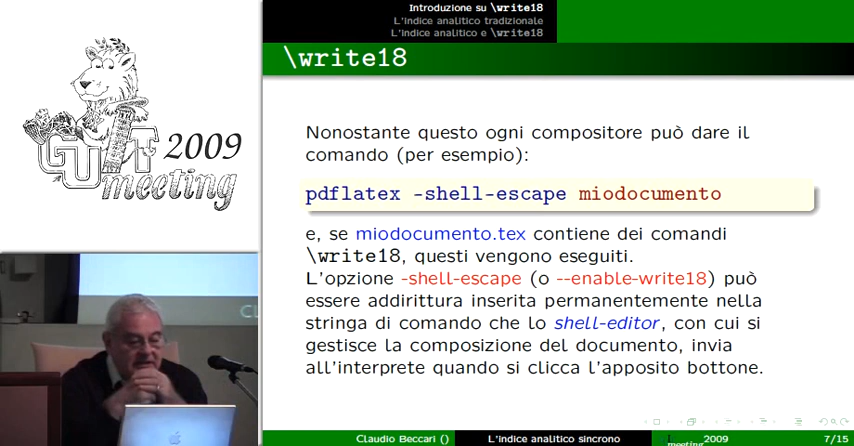 Introduzione su \write18
L'indice analitico tradizionale
L'indice analitico e \write18
\write18
GUIT 2009
meeting
Nonostante questo ogni compositore può dare il
comando (per esempio):
pdflatex -shell-escape miodocumento
e, se miodocumento.tex contiene dei comandi
\write18, questi vengono eseguiti.
L'opzione -shell-escape (o --enable-write18) può
essere addirittura inserita permanentemente nella
stringa di comando che lo shell-editor, con cui si
gestisce la composizione del documento, invia
all'interprete quando si clicca l'apposito bottone.
Claudio Beccari () L'indice analitico sincrono meeting2009 7/15